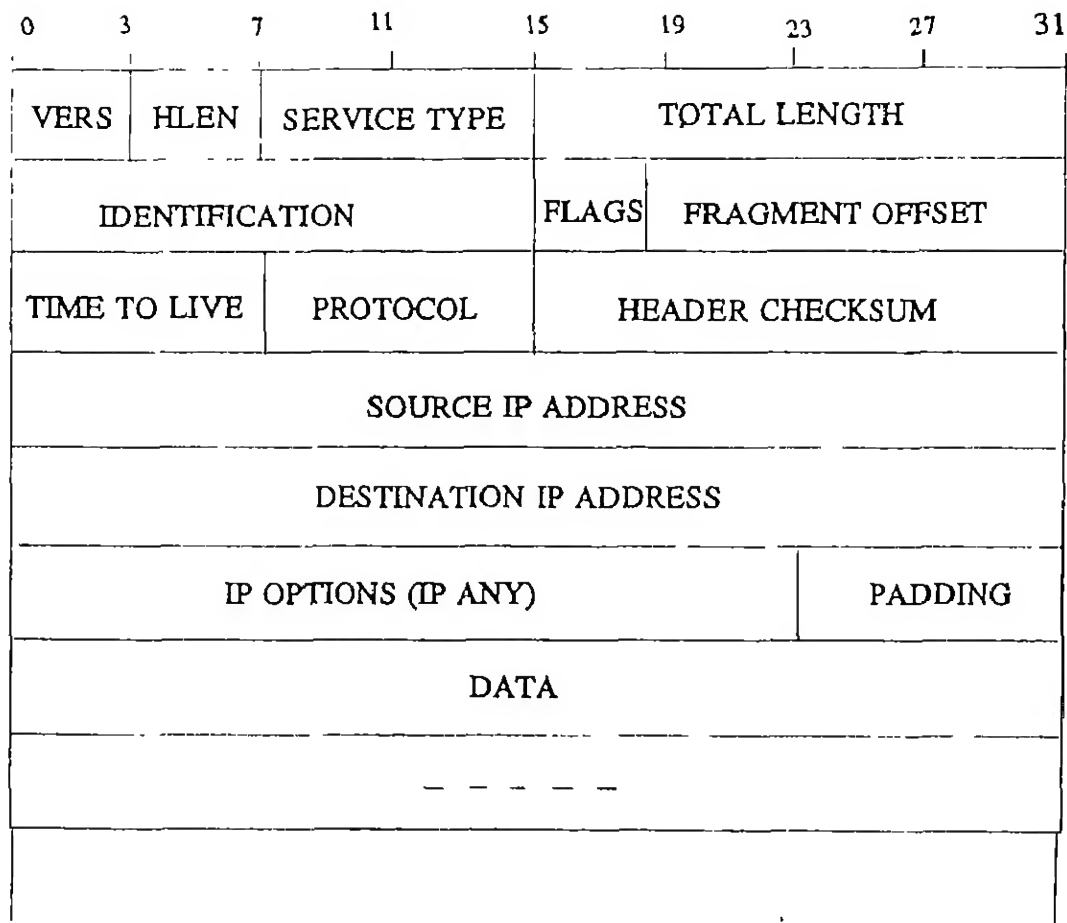 0 3 7 11 15 19 23 27 31
VERS HLEN SERVICE TYPE TOTAL LENGTH
IDENTIFICATION FLAGS FRAGMENT OFFSET
TIME TO LIVE PROTOCOL HEADER CHECKSUM
SOURCE IP ADDRESS
DESTINATION IP ADDRESS
IP OPTIONS (IP ANY) PADDING
DATA
– – – – –